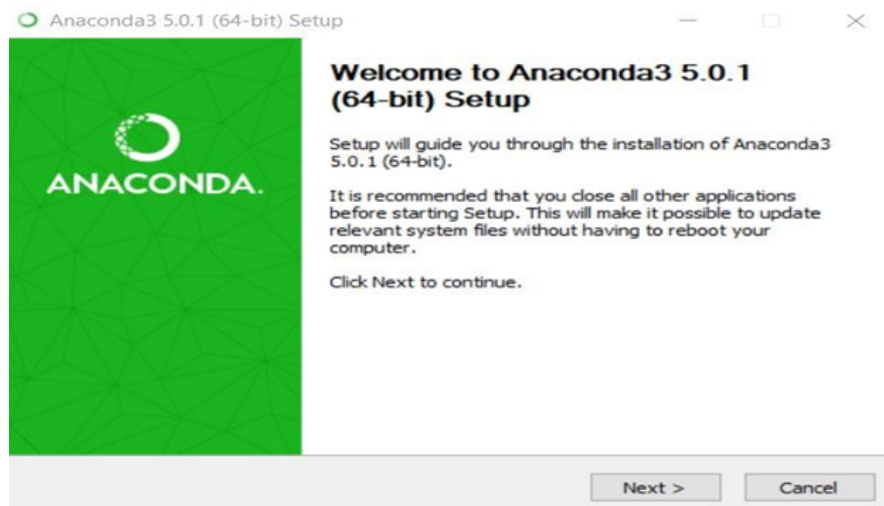 Anaconda3 5.0.1 (64-bit) Setup
ANACONDA.
Welcome to Anaconda3 5.0.1
(64-bit) Setup
Setup will guide you through the installation of Anaconda3
5.0.1 (64-bit).
It is recommended that you close all other applications
before starting Setup. This will make it possible to update
relevant system files without having to reboot your
computer.
Click Next to continue.
Next >
Cancel